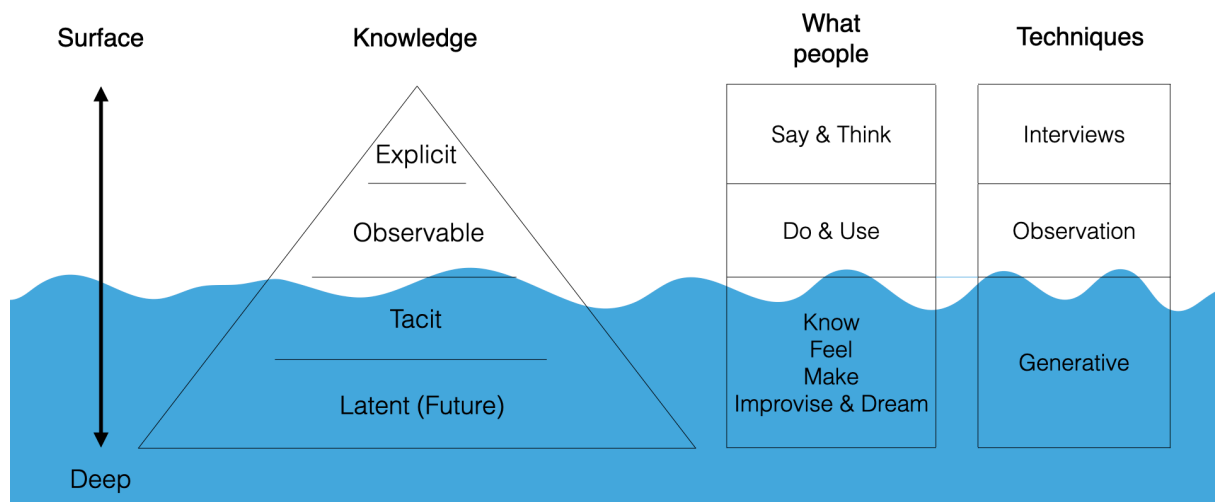 Surface
Knowledge
What
people
Techniques
Explicit
Say & Think
Interviews
Observable
Do & Use
Observation
Tacit
Know
Feel
Make
Improvise & Dream
Generative
Latent (Future)
Deep